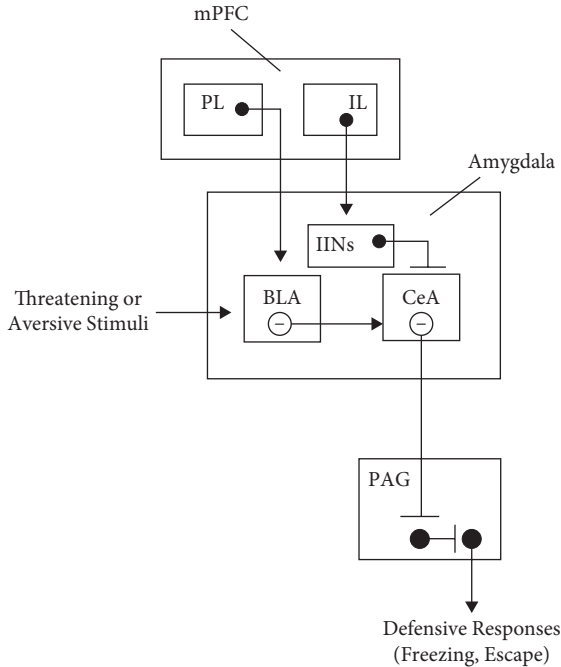 mPFC
PL
IL
Amygdala
IINs
BLA
CeA
Threatening or
Aversive Stimuli
−
−
PAG
Defensive Responses
(Freezing, Escape)